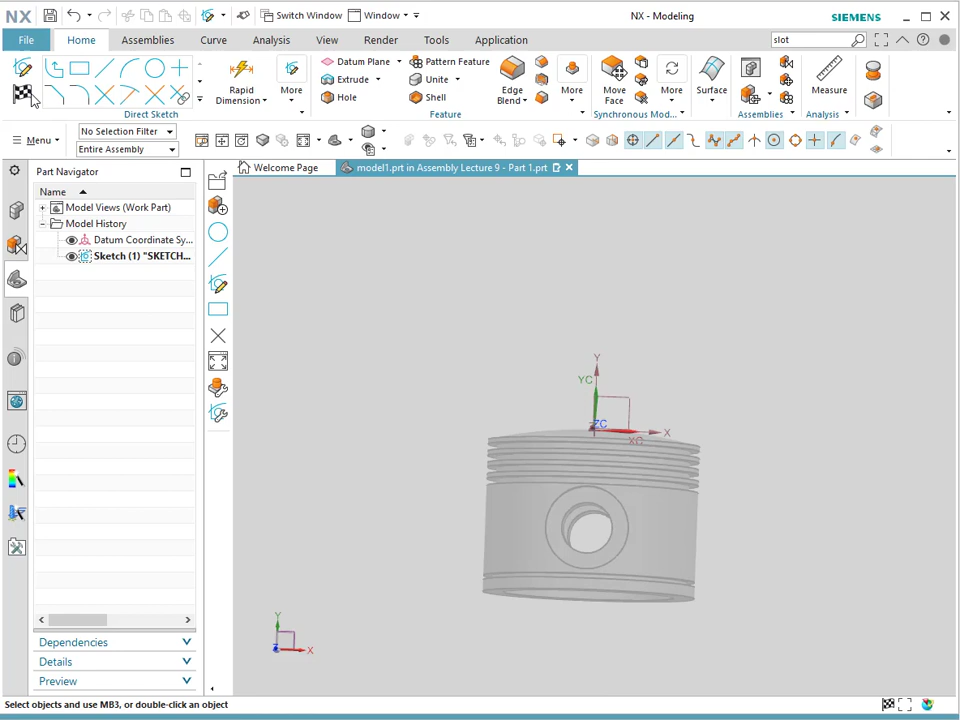 NX
Switch Window
Window
NX - Modeling
SIEMENS
File
Home
Assemblies
Curve
Analysis
View
Render
Tools
Application
slot
Rapid
Dimension
More
Direct Sketch
Datum Plane
Extrude
Hole
Pattern Feature
Unite
Shell
Edge
Blend
More
Feature
Move
Face
More
Synchronous Mod...
Surface
Assemblies
Measure
Analysis
Menu
No Selection Filter
Entire Assembly
Part Navigator
Welcome Page
model1.prt in Assembly Lecture 9 - Part 1.prt
Name
Model Views (Work Part)
Model History
Datum Coordinate Sy...
Sketch (1) "SKETCH...
Y
YC
ZC
X
XC
Y
X
Z
Dependencies
Details
Preview
Select objects and use MB3, or double-click an object